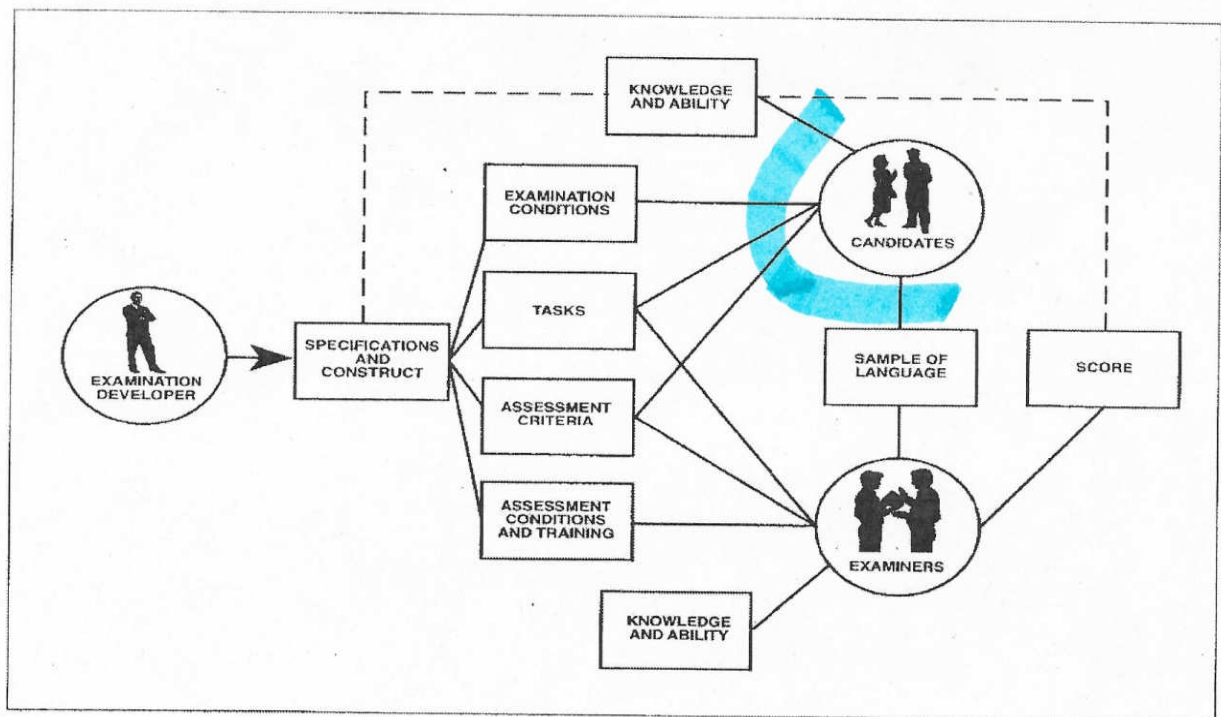 KNOWLEDGE
AND ABILITY
EXAMINATION
CONDITIONS
CANDIDATES
TASKS
EXAMINATION
DEVELOPER
SPECIFICATIONS
AND
CONSTRUCT
SAMPLE OF
LANGUAGE
SCORE
ASSESSMENT
CRITERIA
ASSESSMENT
CONDITIONS
AND TRAINING
EXAMINERS
KNOWLEDGE
AND ABILITY